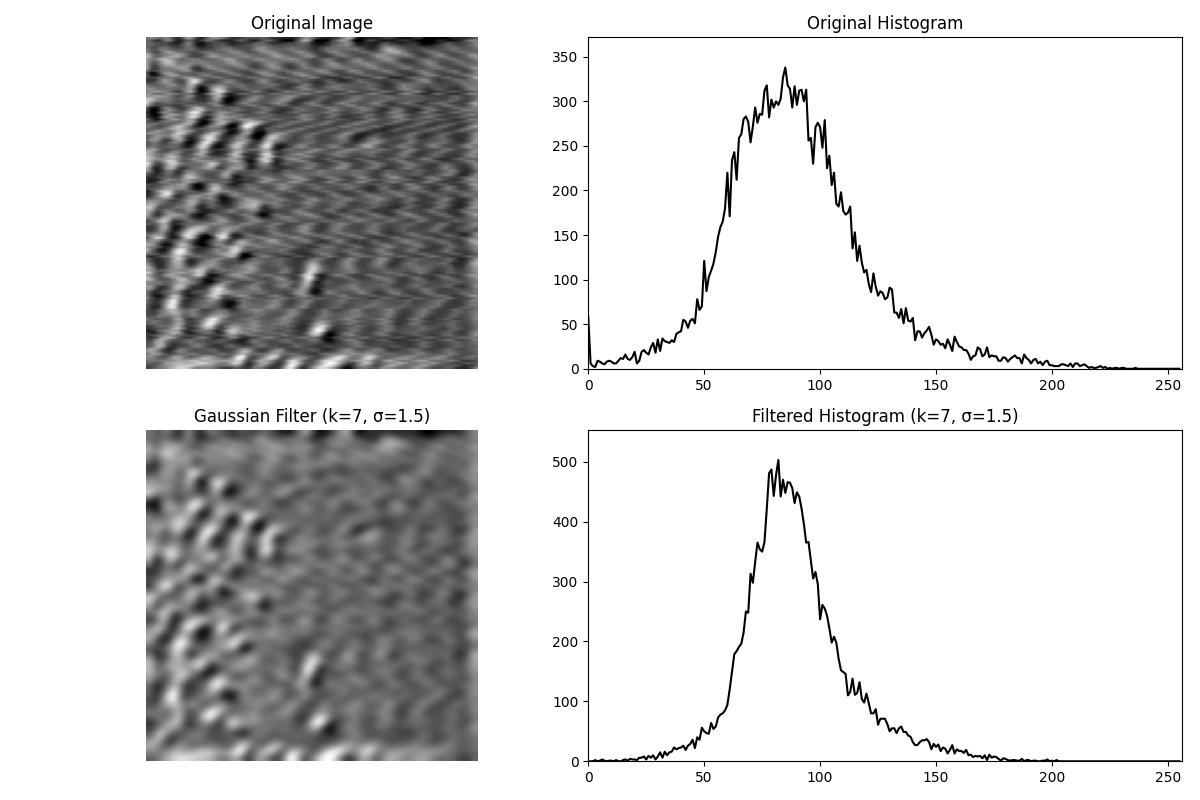 Original Image
Original Histogram
350
300
250
200
150
100
50
0
0 50 100 150 200 250
Gaussian Filter (k=7, σ=1.5)
Filtered Histogram (k=7, σ=1.5)
500
400
300
200
100
0
0 50 100 150 200 250